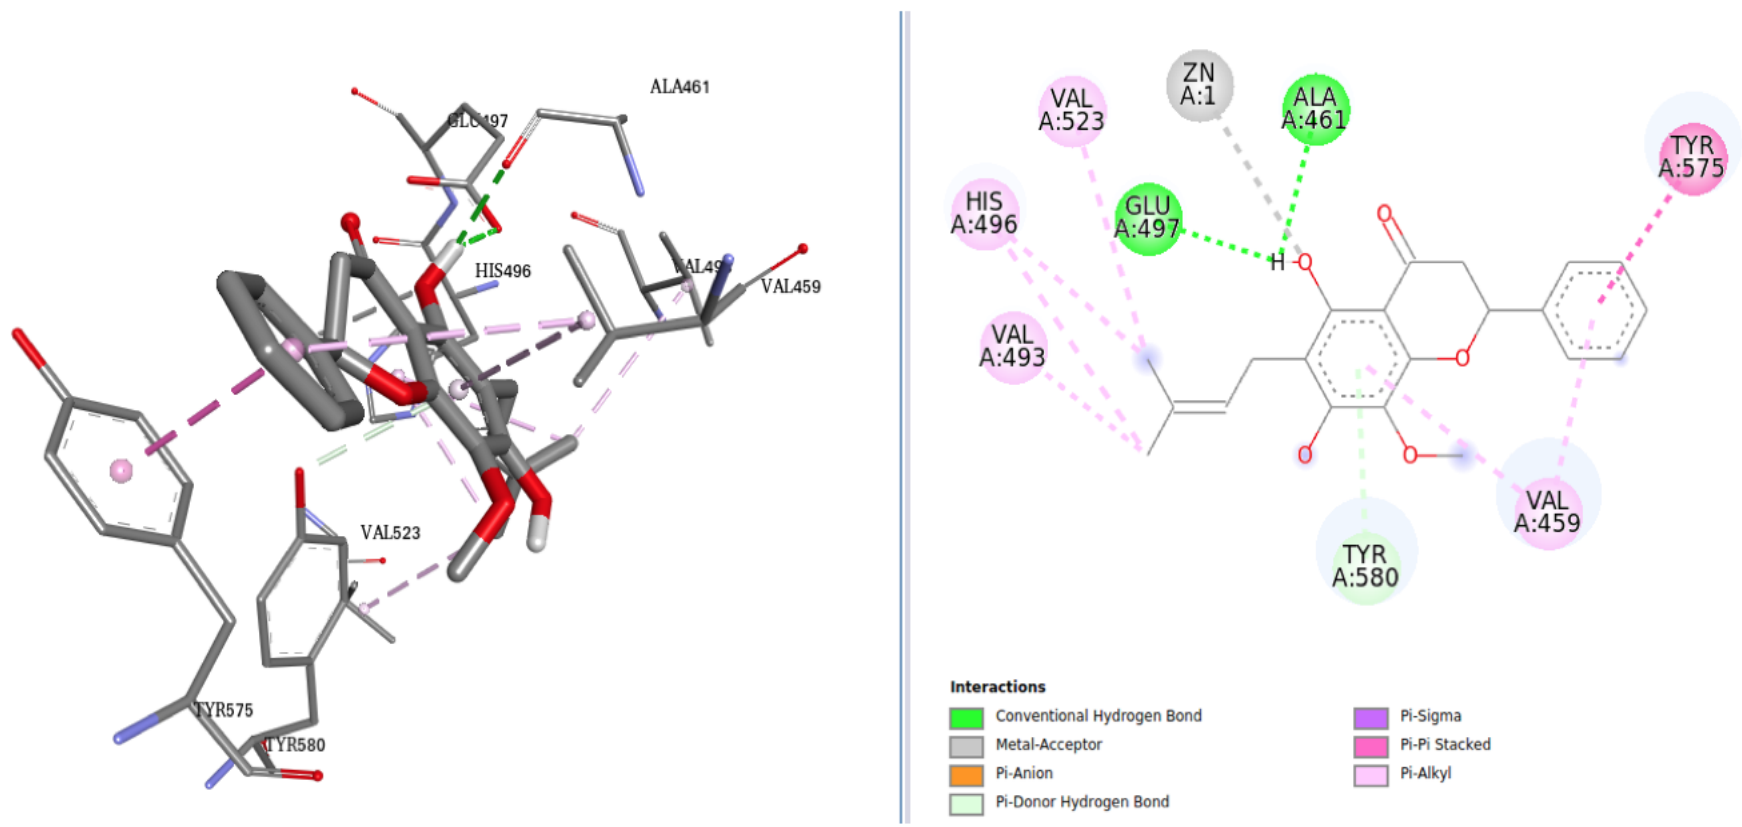 ALA461
GLU497
HIS496
VAL459
VAL523
TYR575
TYR580
ZN
A:1
VAL
A:523
ALA
A:461
TYR
A:575
HIS
A:496
GLU
A:497
H
O
O
VAL
A:493
O
O
O
VAL
A:459
TYR
A:580
Interactions
Conventional Hydrogen Bond
Metal-Acceptor
Pi-Anion
Pi-Donor Hydrogen Bond
Pi-Sigma
Pi-Pi Stacked
Pi-Alkyl